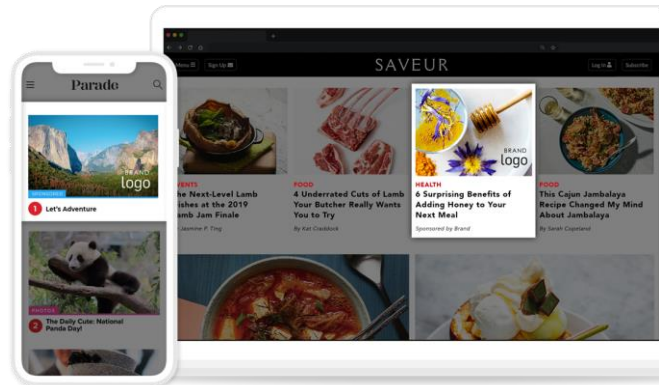 Parade
BRAND
logo
SPONSORED
1 Let's Adventure
PHOTOS
2 The Daily Cute: National
Panda Day!
Menu
Sign Up
SAVEUR
Log In
Subscribe
EVENTS
The Next-Level Lamb
Dishes at the 2019
Lamb Jam Finale
Jasmine P. Ting
FOOD
4 Underrated Cuts of Lamb
Your Butcher Really Wants
You to Try
By Kat Craddock
BRAND
logo
HEALTH
6 Surprising Benefits of
Adding Honey to Your
Next Meal
Sponsored by Brand
FOOD
This Cajun Jambalaya
Recipe Changed My Mind
About Jambalaya
By Sarah Copeland